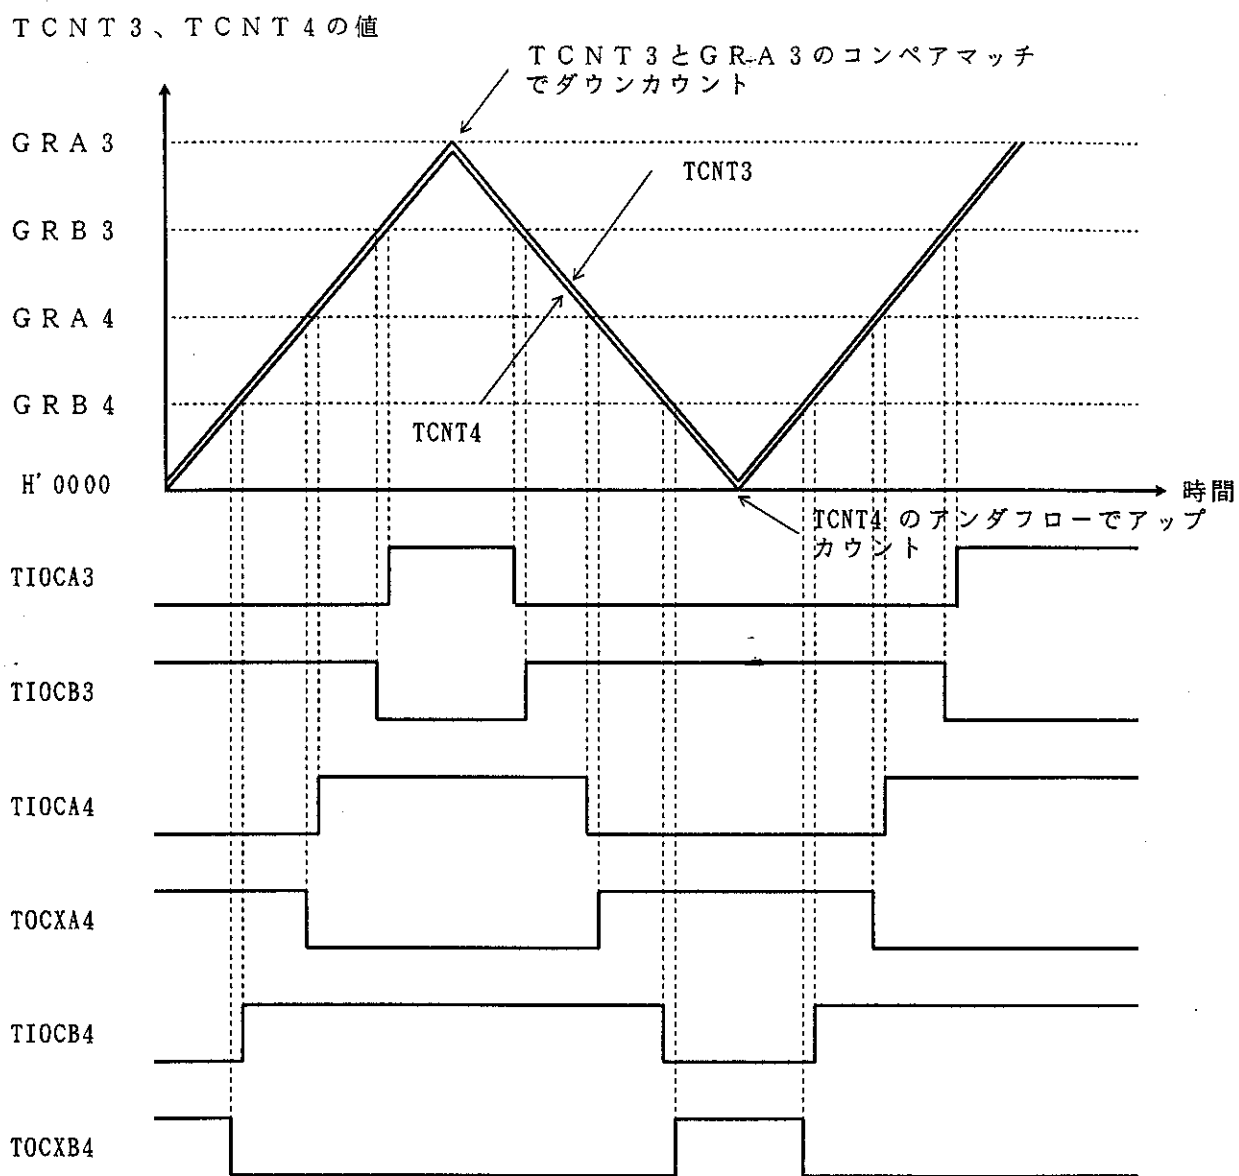 TCNT3、TCNT4の値
TCNT3とGRA3のコンペアマッチ
でダウンカウント
GRA3
TCNT3
GRB3
GRA4
GRB4
TCNT4
H'0000
時間
TCNT4 のアンダフローでアップ
カウント
TIOCA3
TIOCB3
TIOCA4
TOCXA4
TIOCB4
TOCXB4